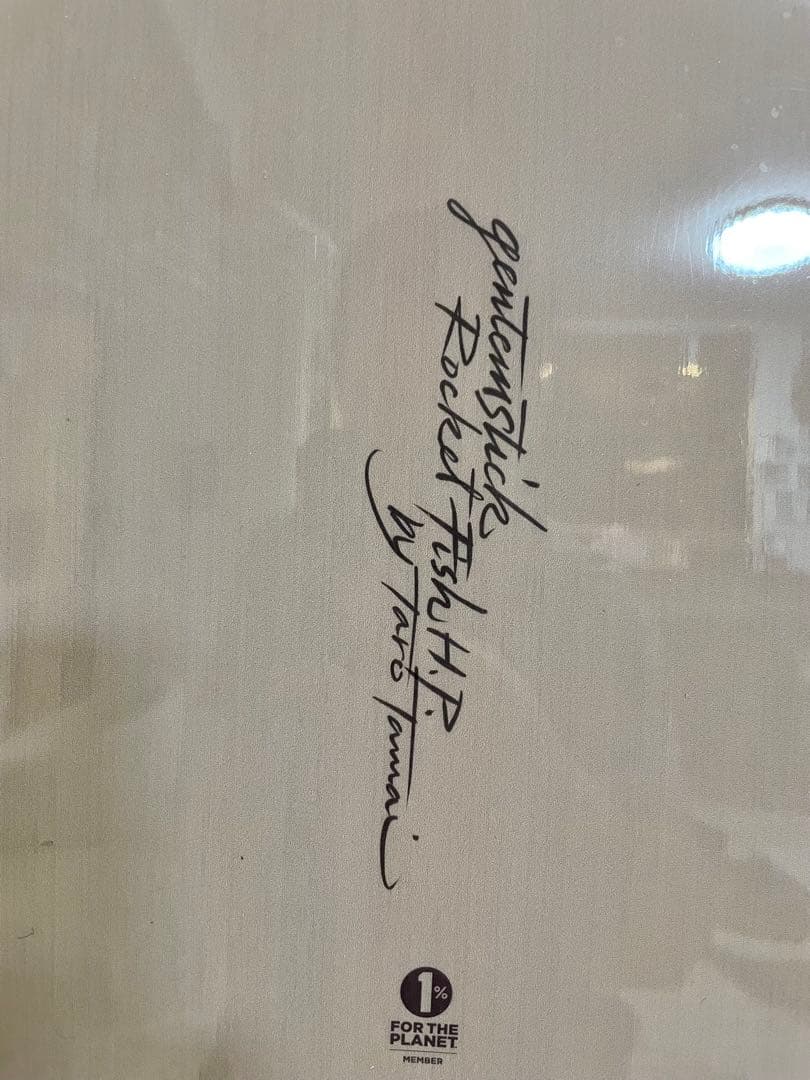 gentemstick
Rocket Fish H.P.
by Taro Tamai
1%
FOR THE
PLANET
MEMBER